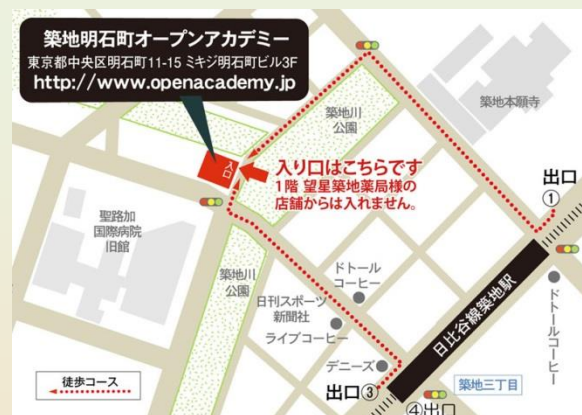 築地明石町オープンアカデミー
東京都中央区明石町11-15 ミキジ明石町ビル3F
http://www.openacademy.jp
築地川
公園
築地本願寺
入口
入り口はこちらです
1階 望星築地薬局様の
店舗からは入れません。
出口
①
聖路加
国際病院
旧館
築地川
公園
ドトール
コーヒー
日刊スポーツ
新聞社
ライブコーヒー
デニーズ
日比谷線築地駅
ドトールコーヒー
徒歩コース
出口③
築地三丁目
④出口